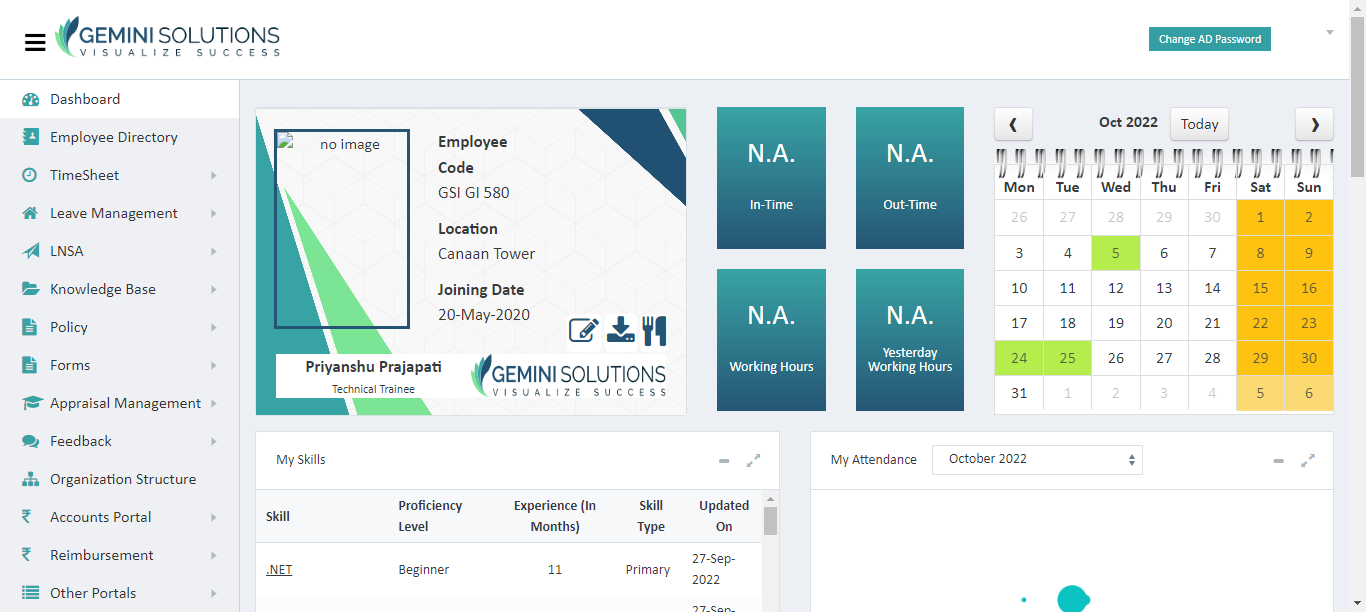 GEMINI SOLUTIONS
VISUALIZE SUCCESS
Change AD Password
Dashboard
Employee Directory
TimeSheet
Leave Management
LNSA
Knowledge Base
Policy
Forms
Appraisal Management
Feedback
Organization Structure
Accounts Portal
Reimbursement
Other Portals
no image
Employee
Code
GSI GI 580
Location
Canaan Tower
Joining Date
20-May-2020
Priyanshu Prajapati
Technical Trainee
GEMINI SOLUTIONS
VISUALIZE SUCCESS
N.A.
In-Time
N.A.
Out-Time
N.A.
Working Hours
N.A.
Yesterday
Working Hours
❮ Oct 2022 Today ❯
Mon Tue Wed Thu Fri Sat Sun
26 27 28 29 30 1 2
3 4 5 6 7 8 9
10 11 12 13 14 15 16
17 18 19 20 21 22 23
24 25 26 27 28 29 30
31 1 2 3 4 5 6
My Skills
Skill Proficiency Level Experience (In Months) Skill Type Updated On
.NET Beginner 11 Primary 27-Sep-2022
27-Sep-
My Attendance October 2022